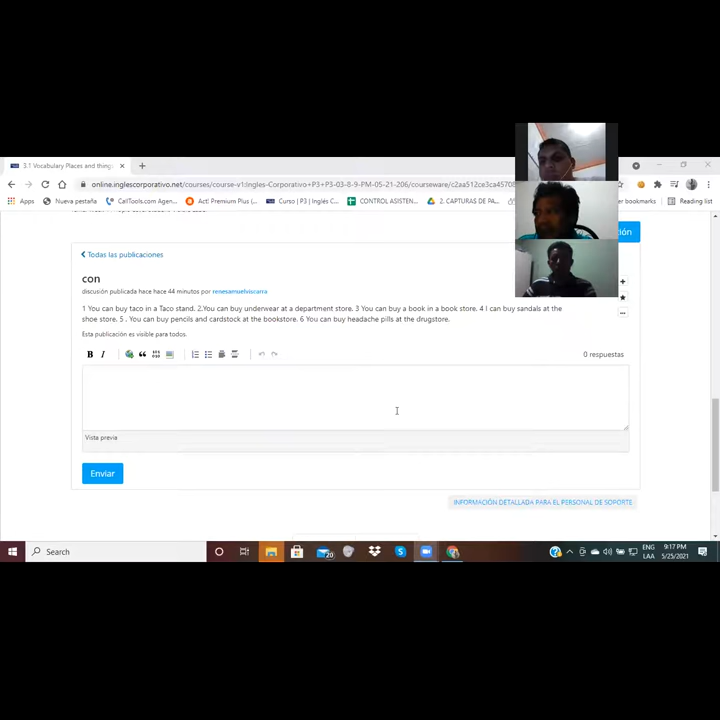 3.1 Vocabulary Places and thing
online.inglescorporativo.net/courses/course-v1:Ingles-Corporativo+P3+P3-03-8-9-PM-05-21-206/courseware/c2aa512ce3ca4570
Apps Nueva pestaña CallTools.com Agen... Act! Premium Plus (... Curso | P3 | Inglés C... CONTROL ASISTEN... 2. CAPTURAS DE PA... bookmarks Reading list
Todas las publicaciones
con
discusión publicada hace hace 44 minutos por renesamuelviscarra
1 You can buy taco in a Taco stand. 2.You can buy underwear at a department store. 3 You can buy a book in a book store. 4 I can buy sandals at the
shoe store. 5 . You can buy pencils and cardstock at the bookstore. 6 You can buy headache pills at the drugstore.
Esta publicación es visible para todos.
B I 0 respuestas
Vista previa
Enviar
INFORMACIÓN DETALLADA PARA EL PERSONAL DE SOPORTE
Search 20 ENG 9:17 PM
LAA 5/25/2021